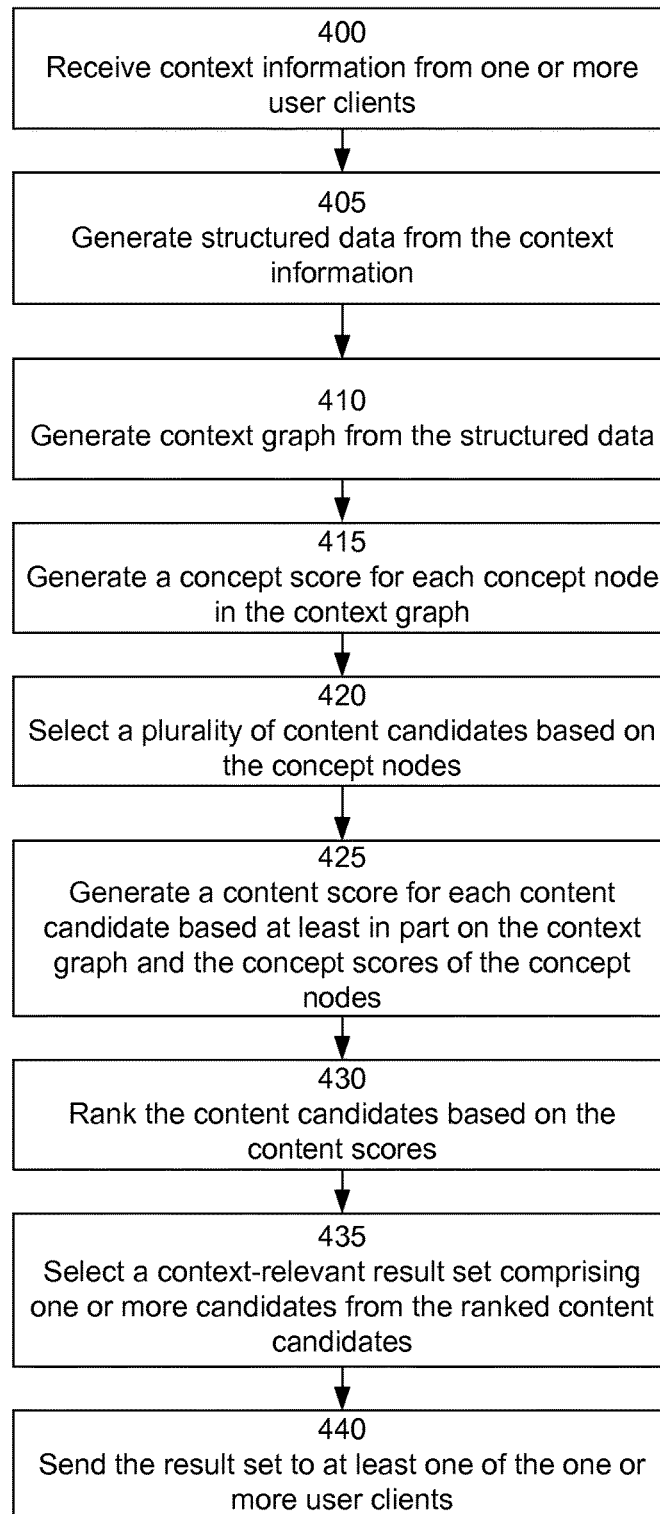 400
Receive context information from one or more
user clients
405
Generate structured data from the context
information
410
Generate context graph from the structured data
415
Generate a concept score for each concept node
in the context graph
420
Select a plurality of content candidates based on
the concept nodes
425
Generate a content score for each content
candidate based at least in part on the context
graph and the concept scores of the concept
nodes
430
Rank the content candidates based on the
content scores
435
Select a context-relevant result set comprising
one or more candidates from the ranked content
candidates
440
Send the result set to at least one of the one or
more user clients